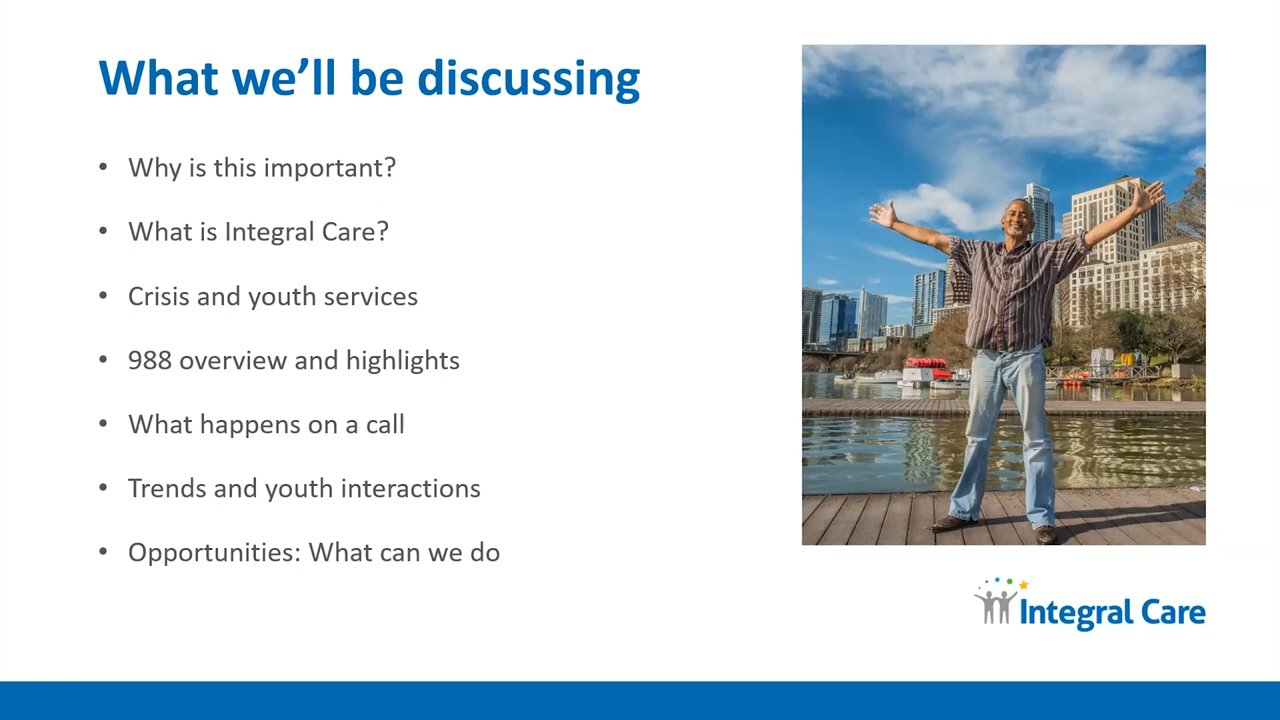 What we’ll be discussing
• Why is this important?
• What is Integral Care?
• Crisis and youth services
• 988 overview and highlights
• What happens on a call
• Trends and youth interactions
• Opportunities: What can we do
Integral Care